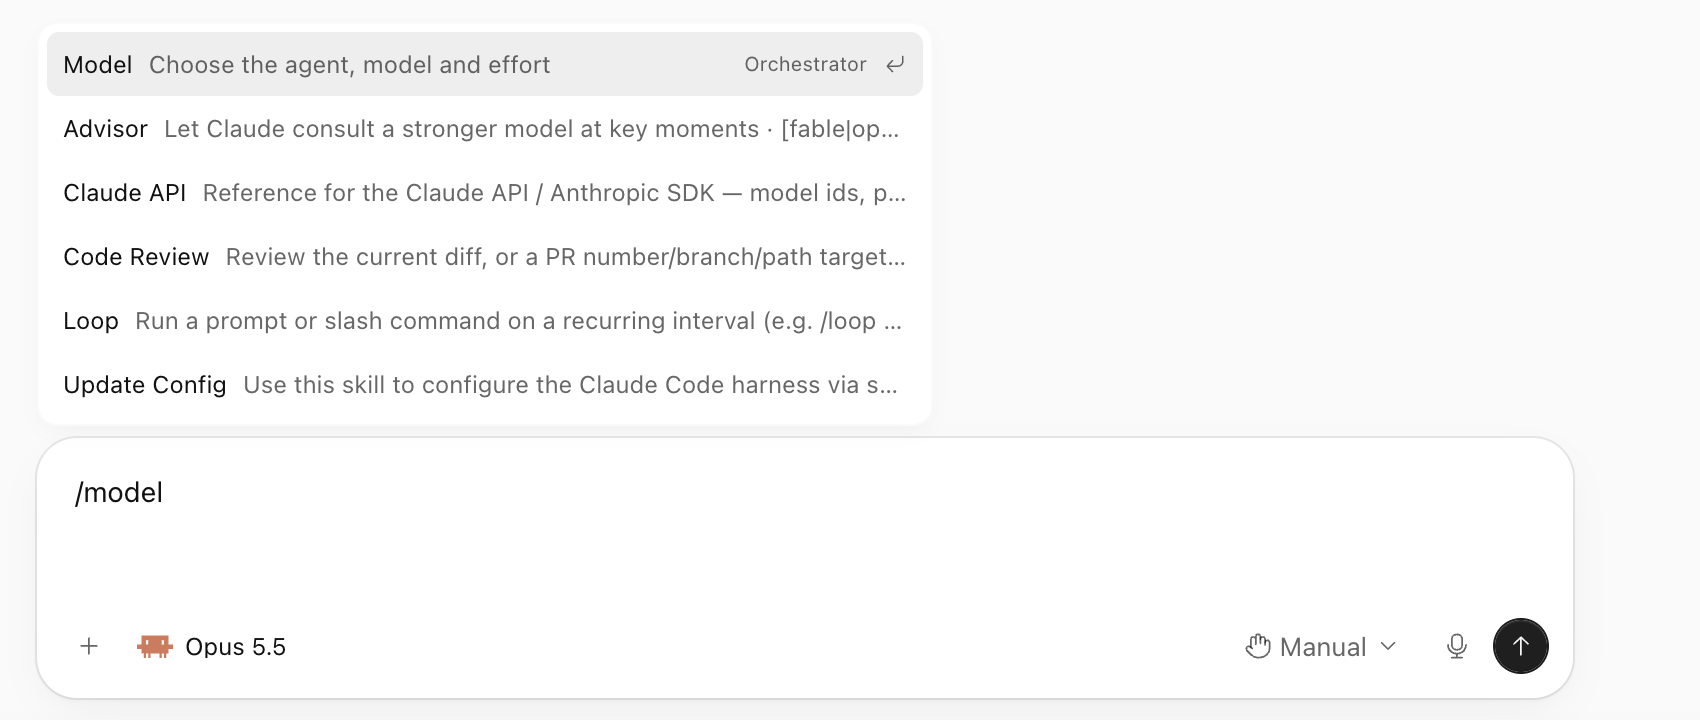 Model Choose the agent, model and effort Orchestrator
Advisor Let Claude consult a stronger model at key moments · [fable|op...
Claude API Reference for the Claude API / Anthropic SDK — model ids, p...
Code Review Review the current diff, or a PR number/branch/path target...
Loop Run a prompt or slash command on a recurring interval (e.g. /loop ...
Update Config Use this skill to configure the Claude Code harness via s...
/model
Opus 5.5 Manual